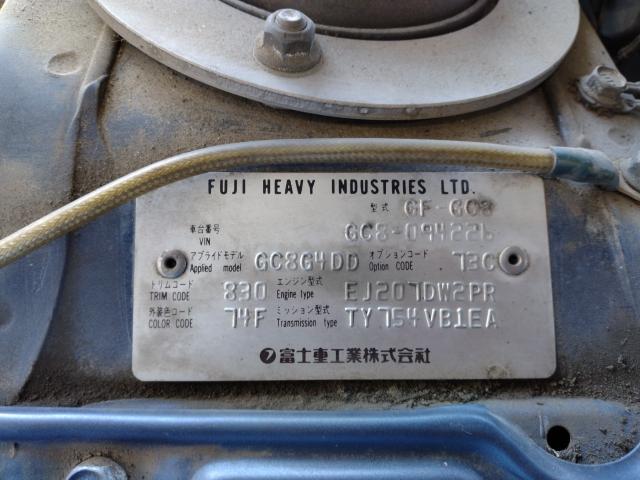 FUJI HEAVY INDUSTRIES LTD.
型式 GF-GC8
車台番号 VIN GC8-094226
アプライドモデル Applied model GC8G4DD オプションコード Option CODE 73C
トリムコード TRIM CODE 830 エンジン型式 Engine type EJ207DW2PR
外装色コード COLOR CODE 74F ミッション型式 Transmission type TY754VB1EA
富士重工業株式会社